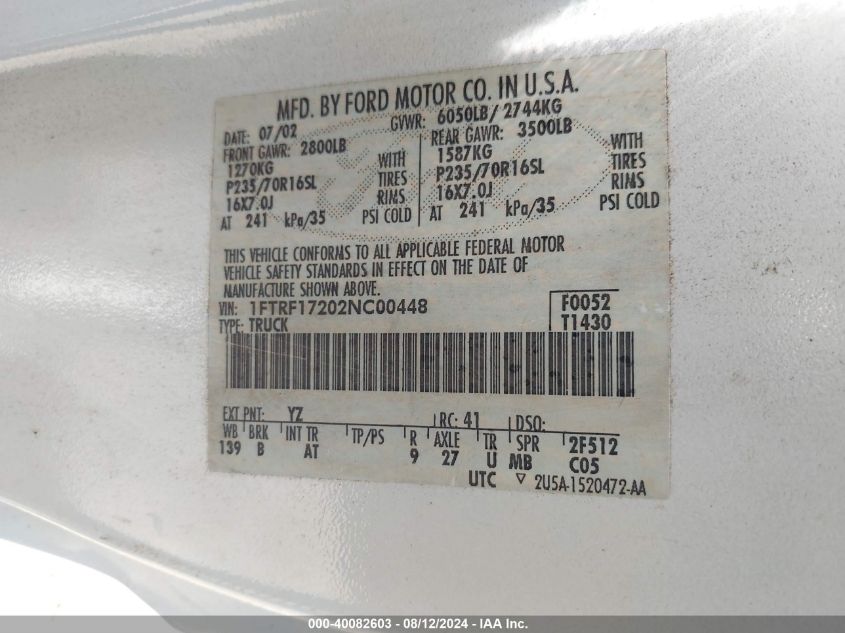 MFD. BY FORD MOTOR CO. IN U.S.A.
DATE: 07/02 GVWR: 6050LB/2744KG
FRONT GAWR: 2800LB REAR GAWR: 3500LB
1270KG WITH 1587KG WITH
P235/70R16SL TIRES P235/70R16SL TIRES
16X7.0J RIMS 16X7.0J RIMS
AT 241 kPa/35 PSI COLD AT 241 kPa/35 PSI COLD
THIS VEHICLE CONFORMS TO ALL APPLICABLE FEDERAL MOTOR
VEHICLE SAFETY STANDARDS IN EFFECT ON THE DATE OF
MANUFACTURE SHOWN ABOVE.
VIN: 1FTRF17202NC00448 F0052
TYPE: TRUCK T1430
EXT PNT: YZ RC: 41 DSO:
WB BRK INT TR TP/PS R AXLE TR SPR 2F512
139 B AT 9 27 U MB C05
UTC ▽ 2U5A-1520472-AA
000-40082603 - 08/12/2024 - IAA Inc.